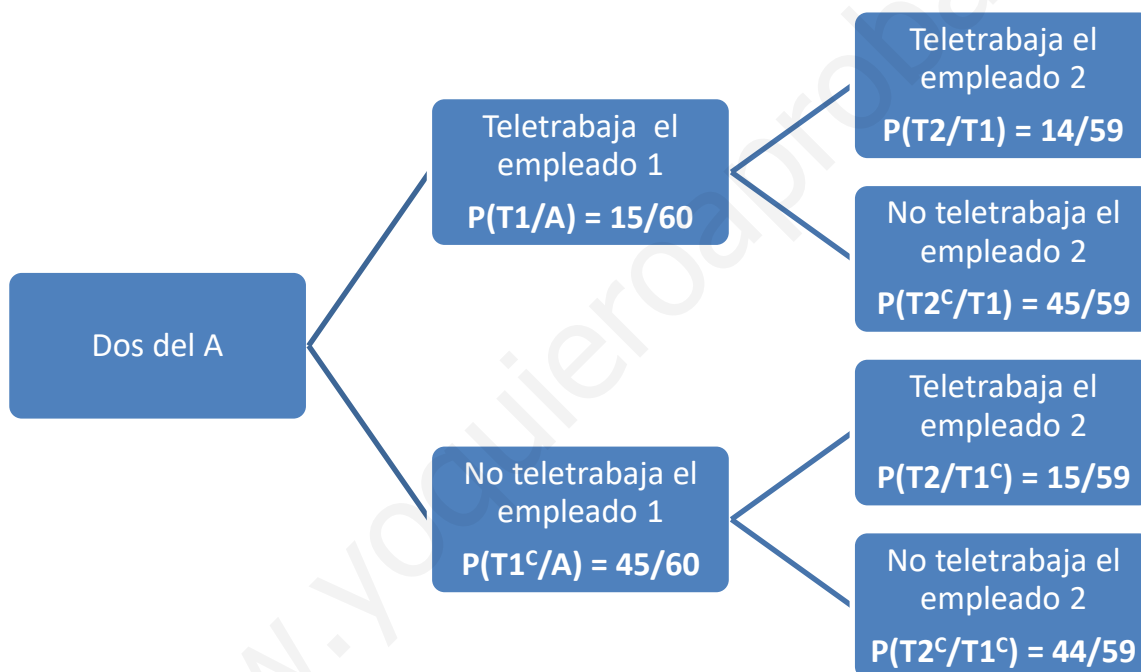 Teletrabaja el
empleado 2
P(T2/T1) = 14/59
Teletrabaja el
empleado 1
P(T1/A) = 15/60
No teletrabaja el
empleado 2
P(T2ᶜ/T1) = 45/59
Dos del A
Teletrabaja el
empleado 2
P(T2/T1ᶜ) = 15/59
No teletrabaja el
empleado 1
P(T1ᶜ/A) = 45/60
No teletrabaja el
empleado 2
P(T2ᶜ/T1ᶜ) = 44/59
w.yoquieroaproba